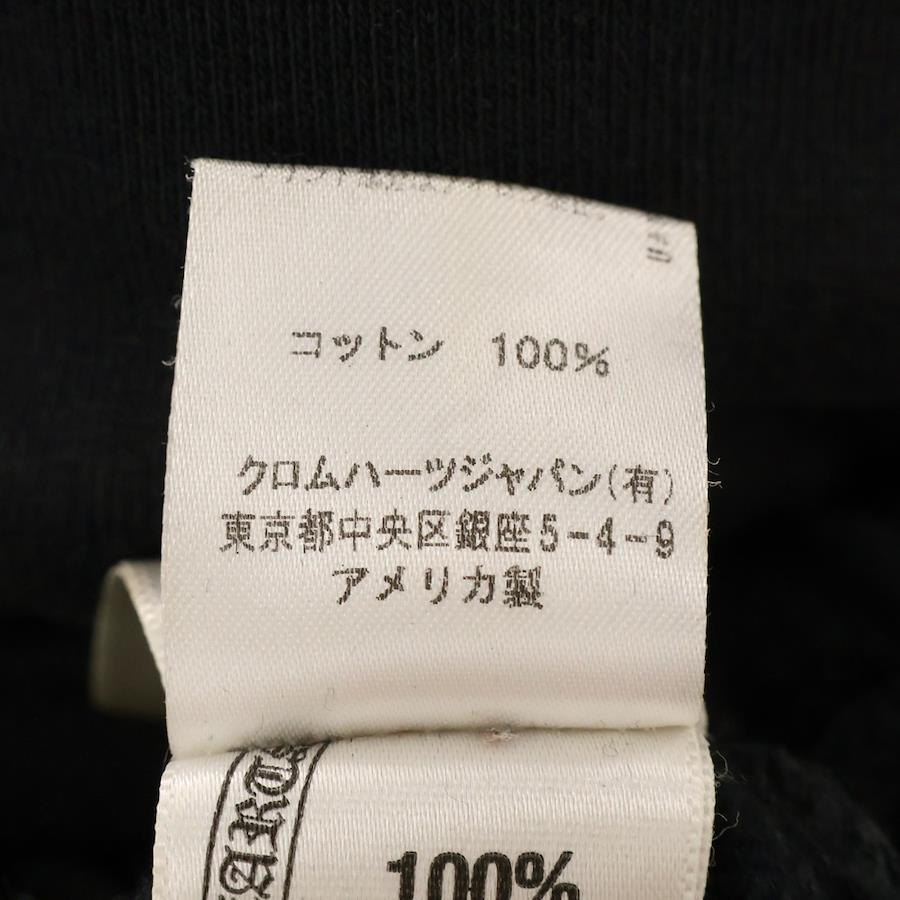 コットン 100%
クロムハーツジャパン(有)
東京都中央区銀座5-4-9
アメリカ製
100%